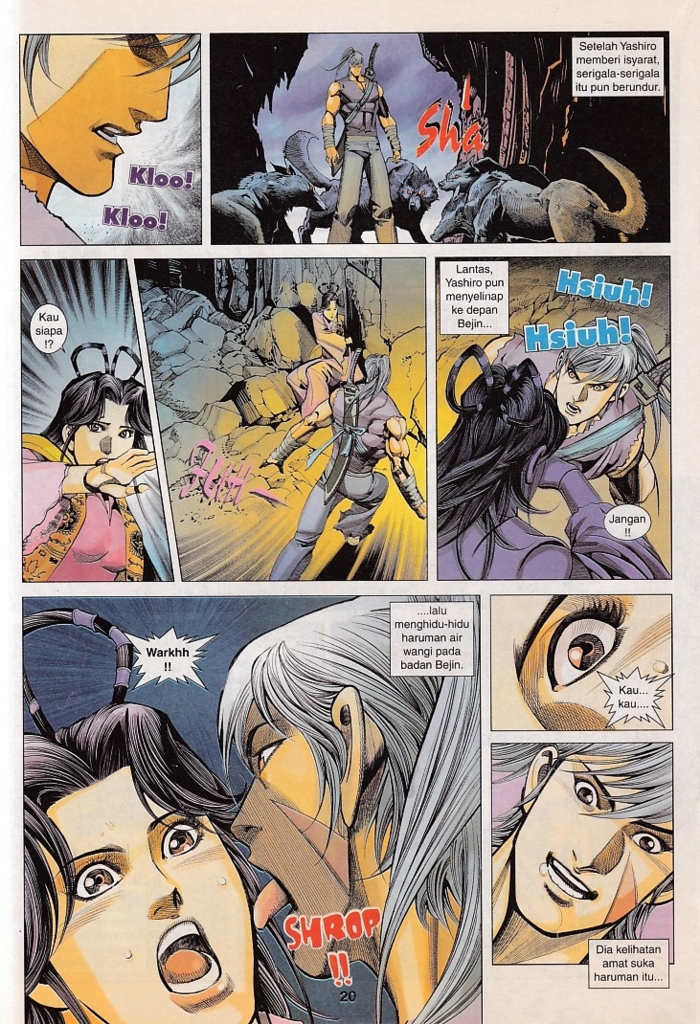 Kloo!
Kloo!
Sha
Setelah Yashiro
memberi isyarat,
serigala-serigala
itu pun berundur.
Kau
siapa
!?
Lantas,
Yashiro pun
menyelinap
ke depan
Bejin...
Hsiuh!
Hsiuh!
Jangan
!!
Warkhh
!!
....lalu
menghidu-hidu
haruman air
wangi pada
badan Bejin.
SHROP
!!
Kau...
kau....
Dia kelihatan
amat suka
haruman itu...
20